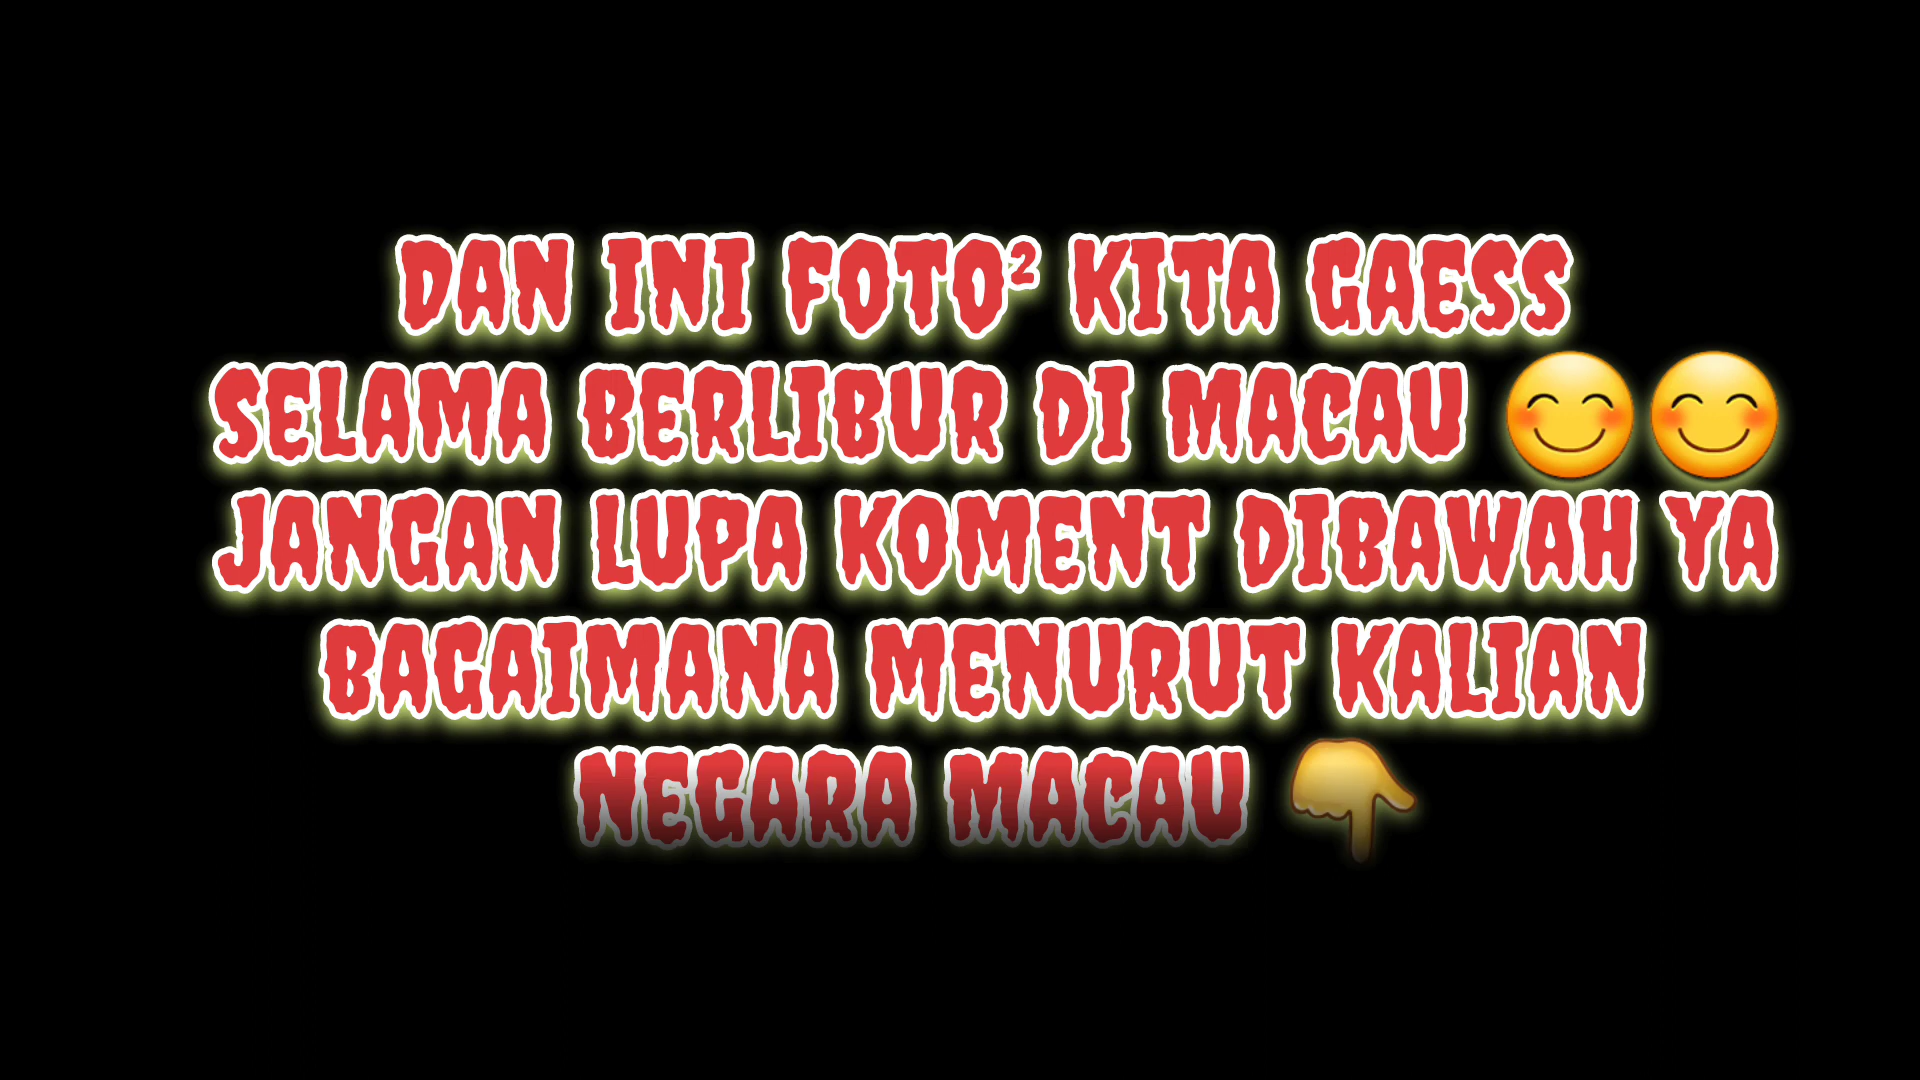 DAN INI FOTO² KITA GAESS
SELAMA BERLIBUR DI MACAU 😊😊
JANGAN LUPA KOMENT DIBAWAH YA
BAGAIMANA MENURUT KALIAN
NEGARA MACAU 👇